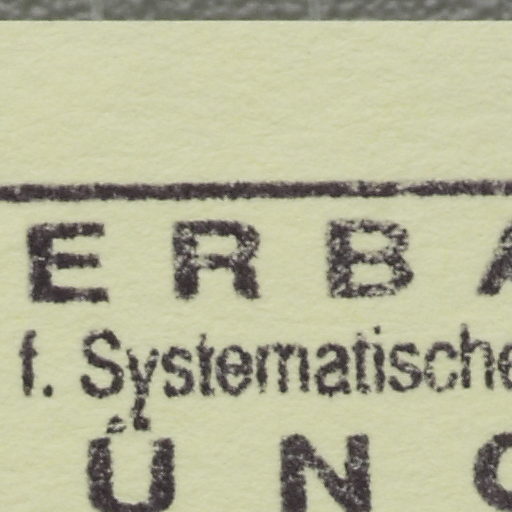 E R B
f. Systematische
Ü N